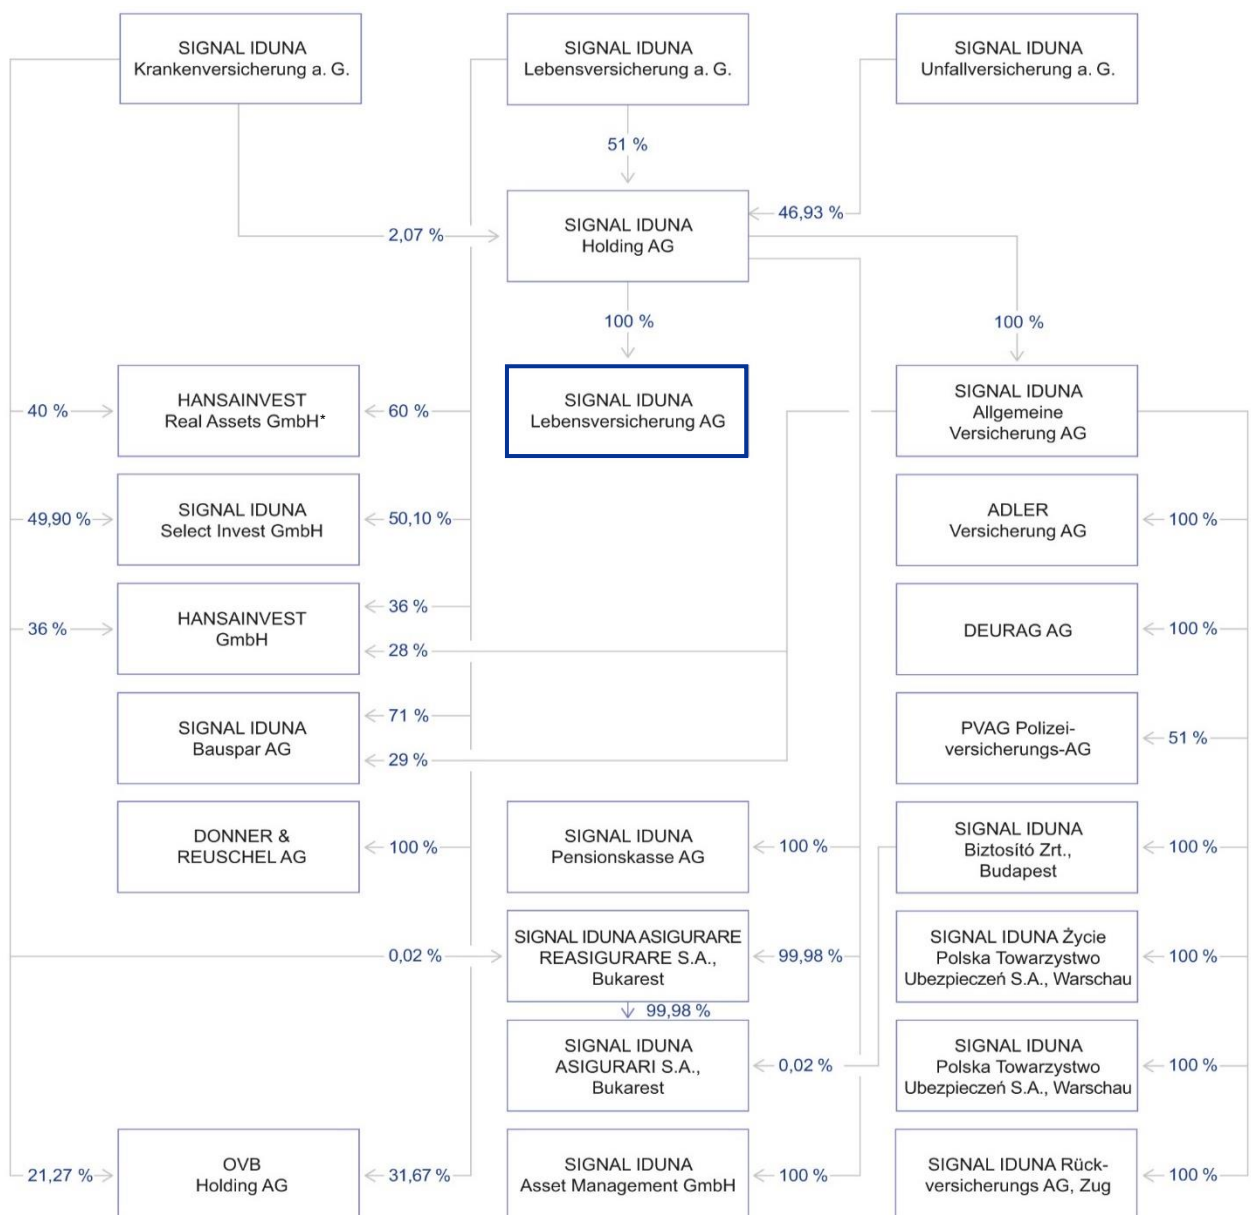 SIGNAL IDUNA
Krankenversicherung a. G.
SIGNAL IDUNA
Lebensversicherung a. G.
SIGNAL IDUNA
Unfallversicherung a. G.
51 %
46,93 %
2,07 %
SIGNAL IDUNA
Holding AG
100 %
100 %
40 %
HANSAINVEST
Real Assets GmbH*
60 %
SIGNAL IDUNA
Lebensversicherung AG
SIGNAL IDUNA
Allgemeine
Versicherung AG
49,90 %
SIGNAL IDUNA
Select Invest GmbH
50,10 %
ADLER
Versicherung AG
100 %
36 %
HANSAINVEST
GmbH
36 %
28 %
DEURAG AG
100 %
SIGNAL IDUNA
Bauspar AG
71 %
29 %
PVAG Polizei-
versicherungs-AG
51 %
DONNER &
REUSCHEL AG
100 %
SIGNAL IDUNA
Pensionskasse AG
100 %
SIGNAL IDUNA
Biztosító Zrt.,
Budapest
100 %
0,02 %
SIGNAL IDUNA ASIGURARE
REASIGURARE S.A.,
Bukarest
99,98 %
SIGNAL IDUNA Życie
Polska Towarzystwo
Ubezpieczeń S.A., Warschau
100 %
99,98 %
SIGNAL IDUNA
ASIGURARI S.A.,
Bukarest
0,02 %
SIGNAL IDUNA
Polska Towarzystwo
Ubezpieczeń S.A., Warschau
100 %
21,27 %
OVB
Holding AG
31,67 %
SIGNAL IDUNA
Asset Management GmbH
100 %
SIGNAL IDUNA Rück-
versicherungs AG, Zug
100 %